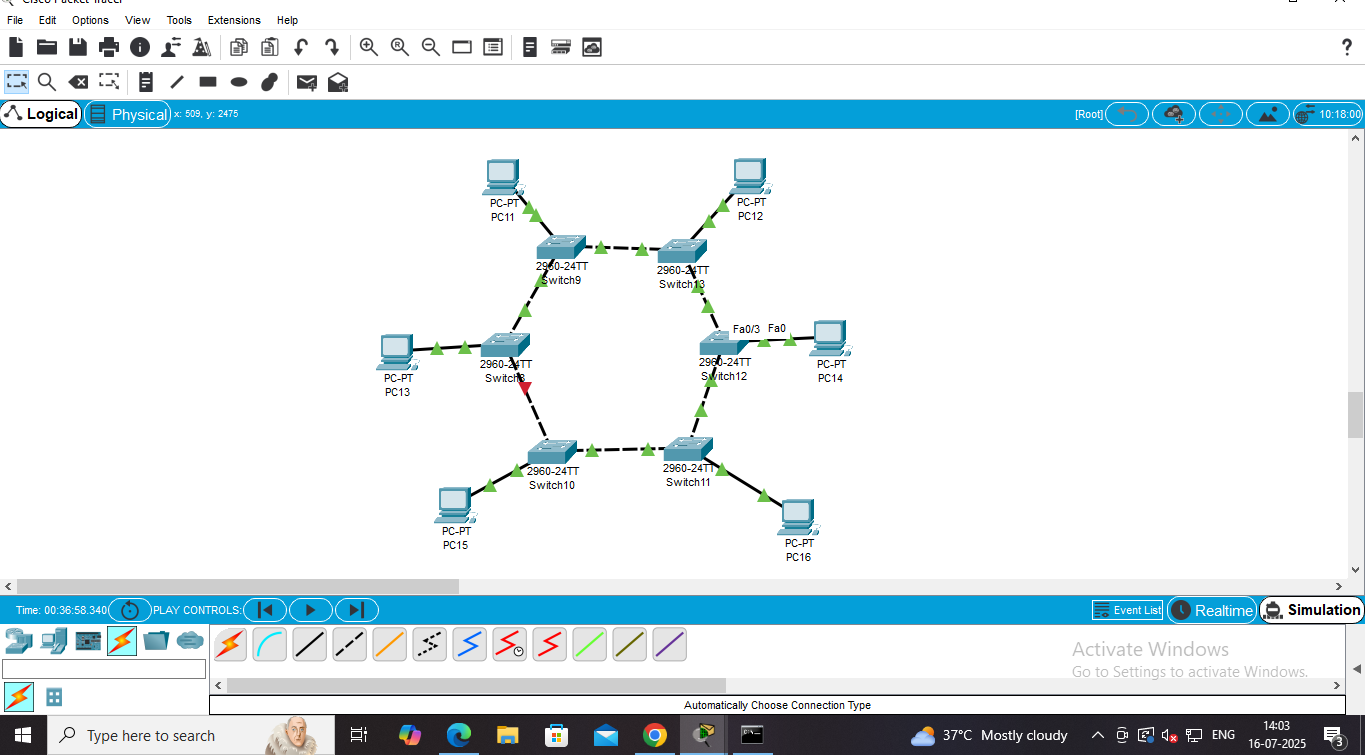 Cisco Packet Tracer
File Edit Options View Tools Extensions Help
Logical Physical x: 509, y: 2475 [Root] 10:18:00
PC-PT
PC11
PC-PT
PC12
2960-24TT
Switch9
2960-24TT
Switch13
PC-PT
PC13
2960-24TT
Fa0/3 Fa0
2960-24TT
Switch12
PC-PT
PC14
2960-24TT
Switch10
2960-24TT
Switch11
PC-PT
PC15
PC-PT
PC16
Time: 00:36:58.340 PLAY CONTROLS: Event List Realtime Simulation
Activate Windows
Go to Settings to activate Windows.
Automatically Choose Connection Type
Type here to search 37°C Mostly cloudy ENG 14:03
16-07-2025
3